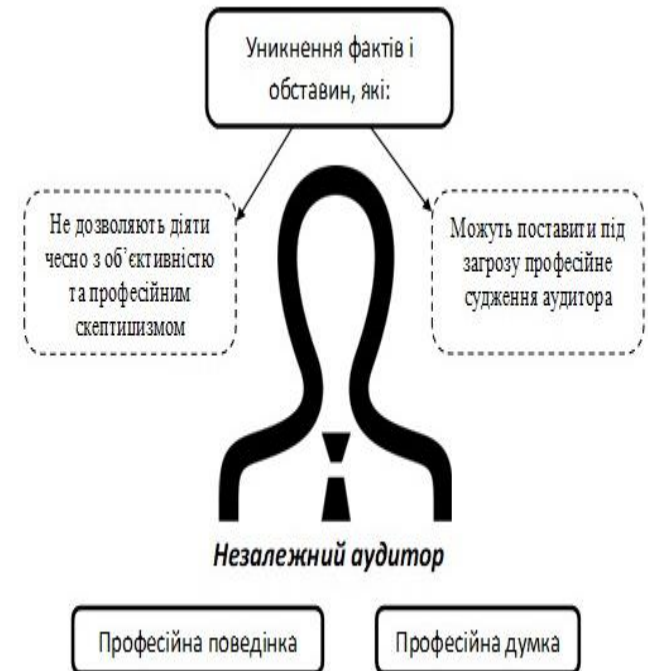 Уникнення фактів і
обставин, які:
Не дозволяють діяти
чесно з об’єктивністю
та професійним
скептицизмом
Можуть поставити під
загрозу професійне
судження аудитора
Незалежний аудитор
Професійна поведінка
Професійна думка